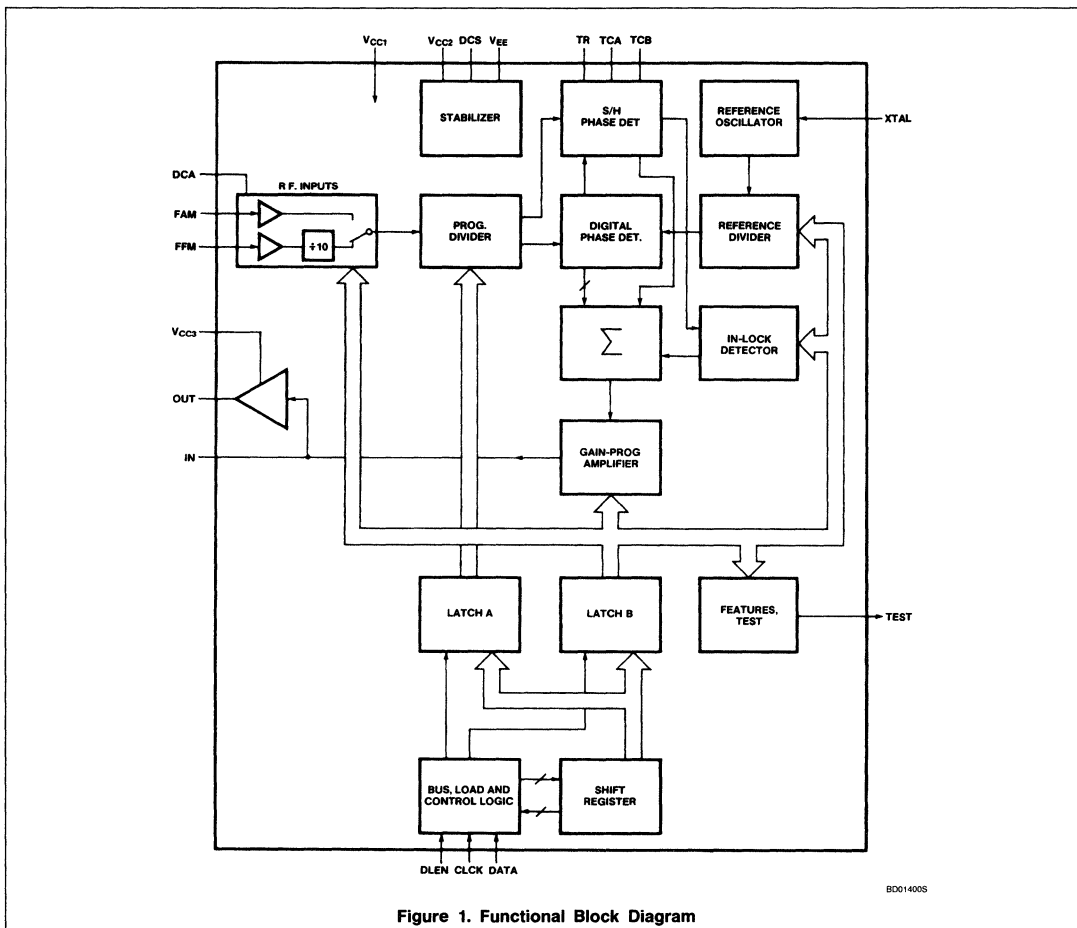 VCC1
VCC2 DCS VEE
TR TCA TCB
STABILIZER
S/H
PHASE DET
REFERENCE
OSCILLATOR
XTAL
DCA
R F. INPUTS
FAM
FFM
÷10
PROG.
DIVIDER
DIGITAL
PHASE DET.
REFERENCE
DIVIDER
VCC3
Σ
IN-LOCK
DETECTOR
OUT
IN
GAIN-PROG
AMPLIFIER
LATCH A
LATCH B
FEATURES,
TEST
TEST
BUS, LOAD AND
CONTROL LOGIC
SHIFT
REGISTER
DLEN CLCK DATA
BD01400S
Figure 1. Functional Block Diagram